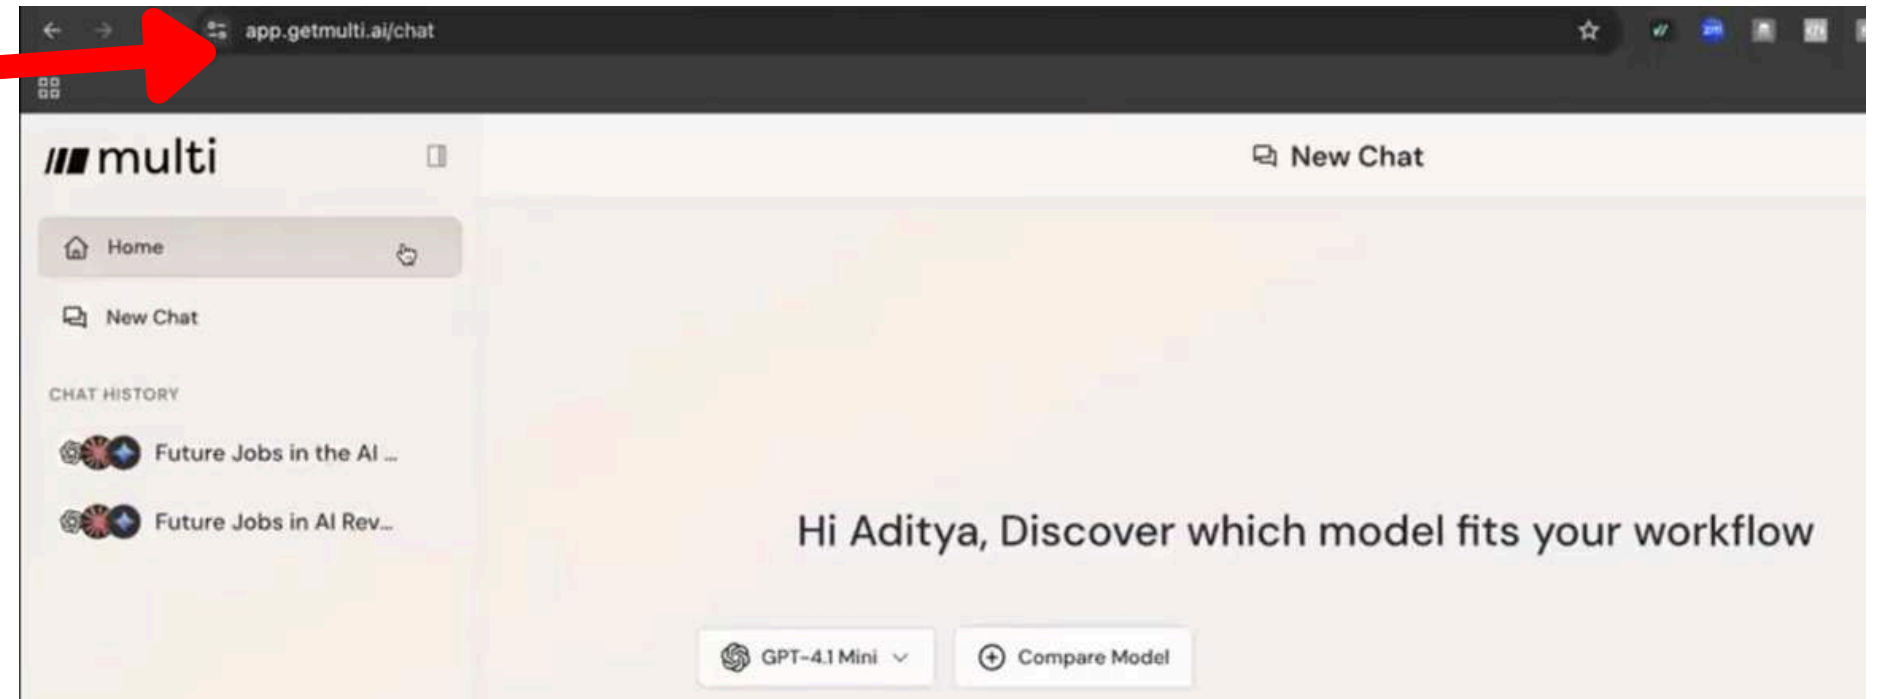 app.getmulti.ai/chat
multi
New Chat
Home
New Chat
CHAT HISTORY
Future Jobs in the AI ...
Future Jobs in AI Rev...
Hi Aditya, Discover which model fits your workflow
GPT-4.1 Mini
Compare Model